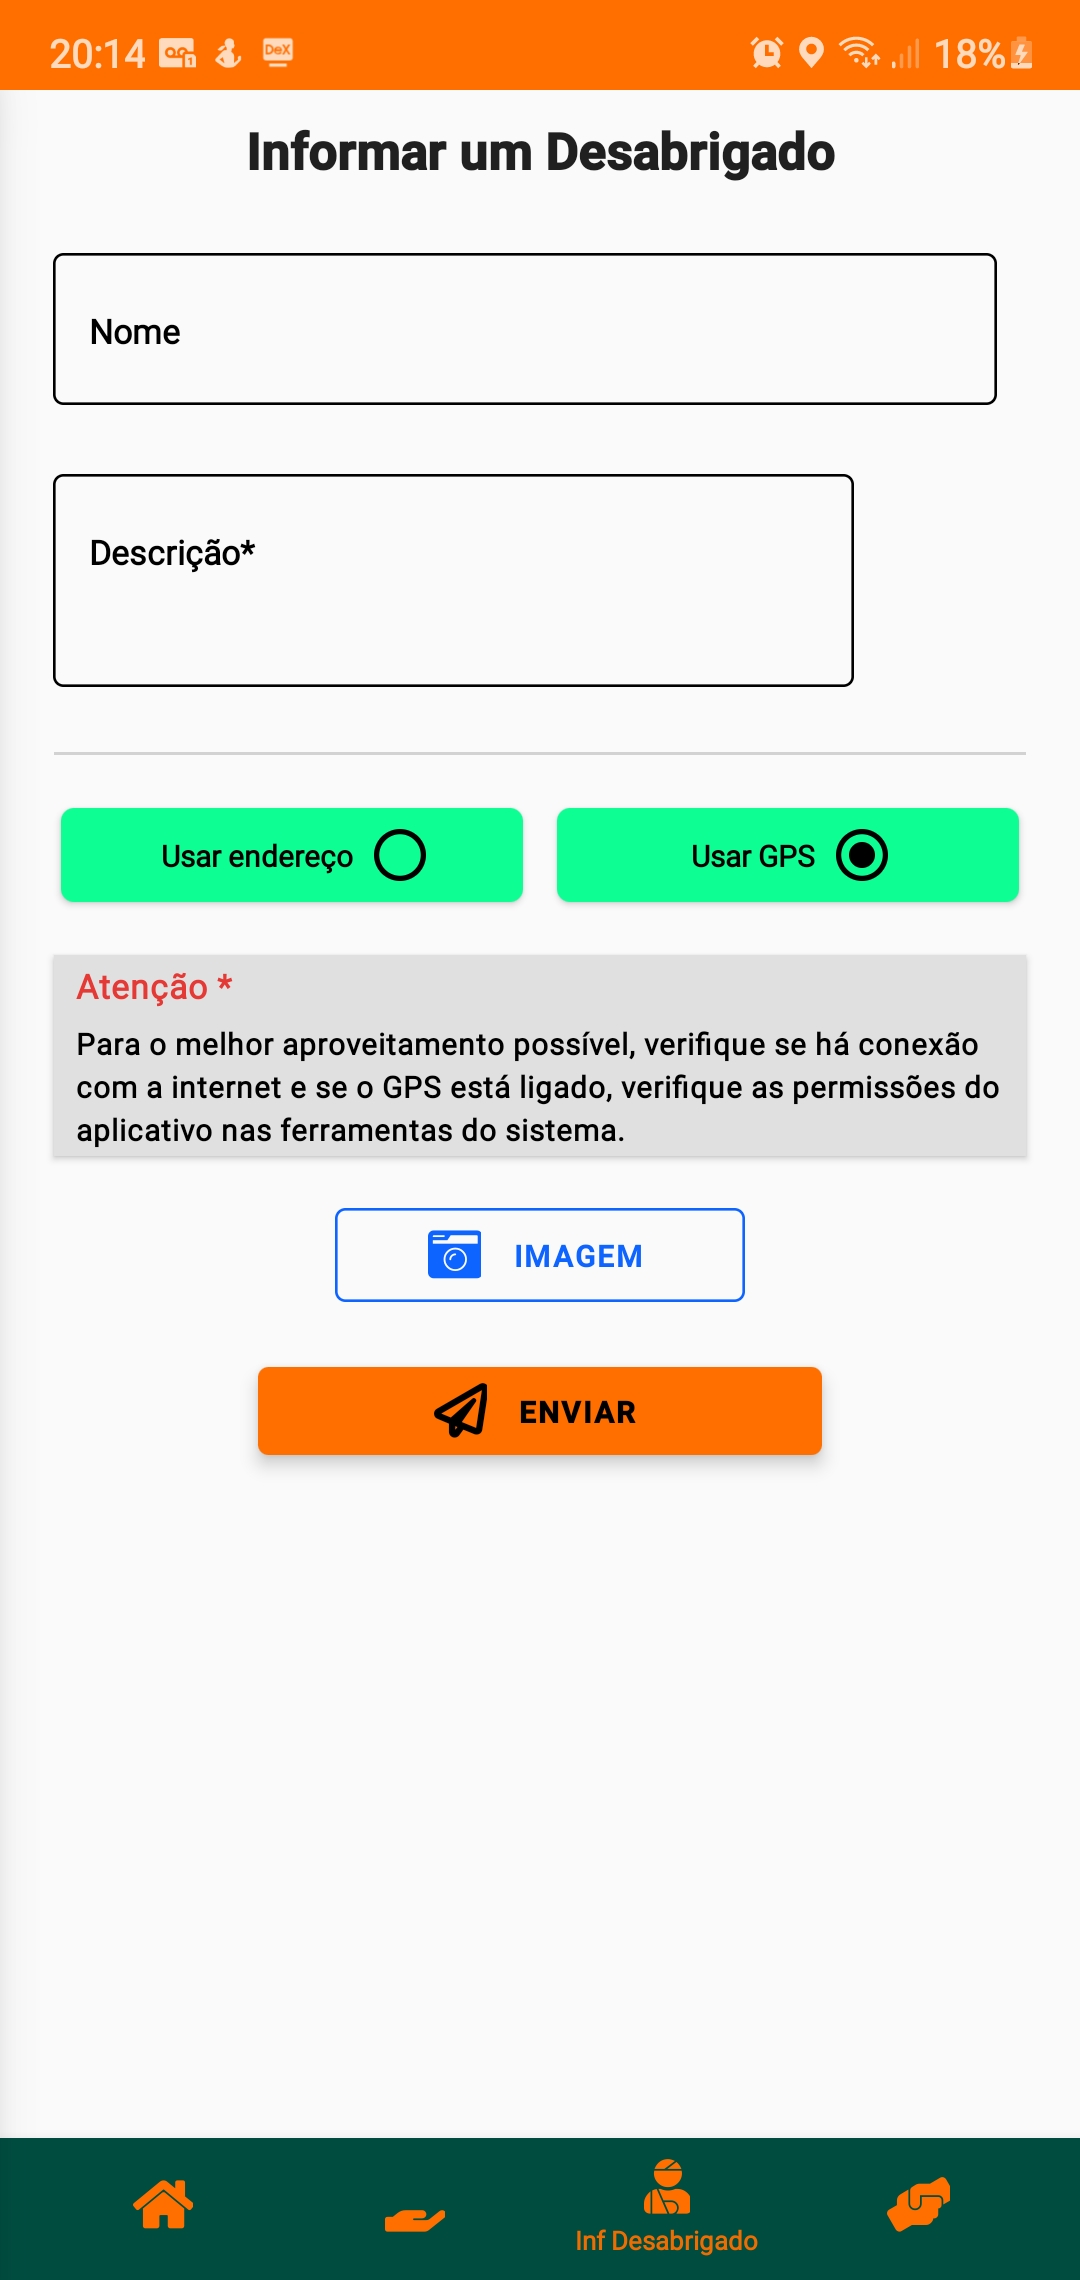 20:14 DeX 18%
Informar um Desabrigado
Nome
Descrição*
Usar endereço Usar GPS
Atenção *
Para o melhor aproveitamento possível, verifique se há conexão
com a internet e se o GPS está ligado, verifique as permissões do
aplicativo nas ferramentas do sistema.
IMAGEM
ENVIAR
Inf Desabrigado